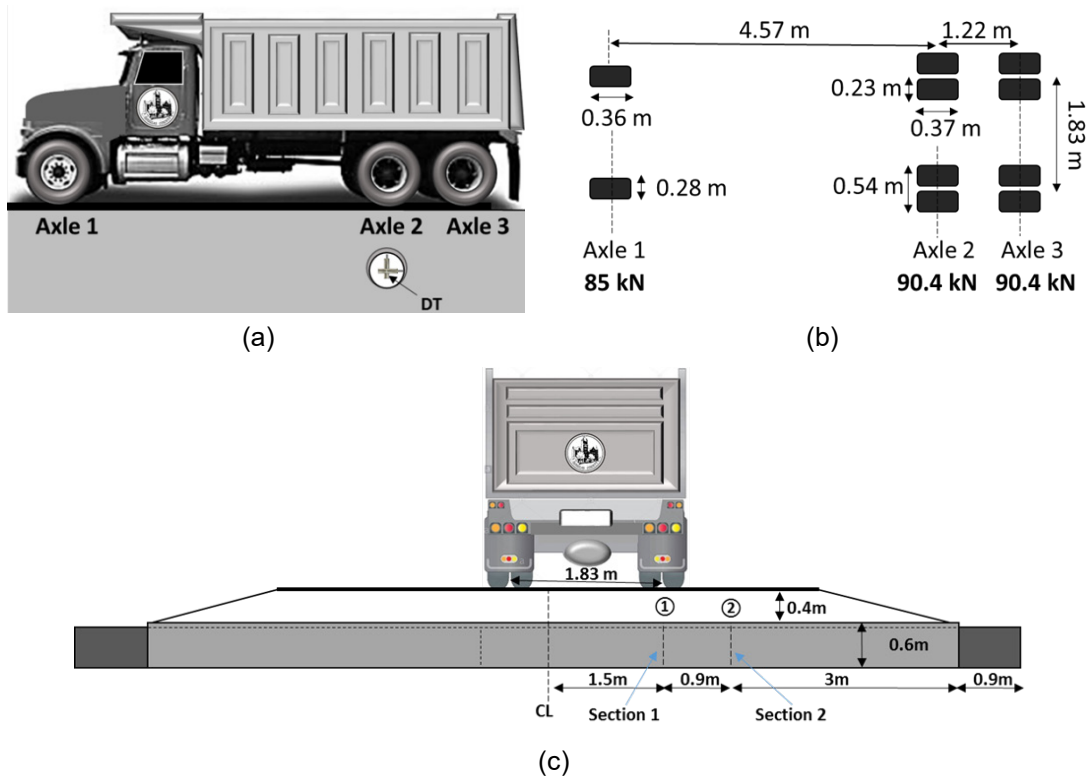 Axle 1
Axle 2
Axle 3
DT
(a)
4.57 m
1.22 m
0.23 m
0.36 m
0.37 m
1.83 m
0.28 m
0.54 m
Axle 1
Axle 2
Axle 3
85 kN
90.4 kN
90.4 kN
(b)
1.83 m
①
②
0.4m
0.6m
1.5m
0.9m
3m
0.9m
CL
Section 1
Section 2
(c)